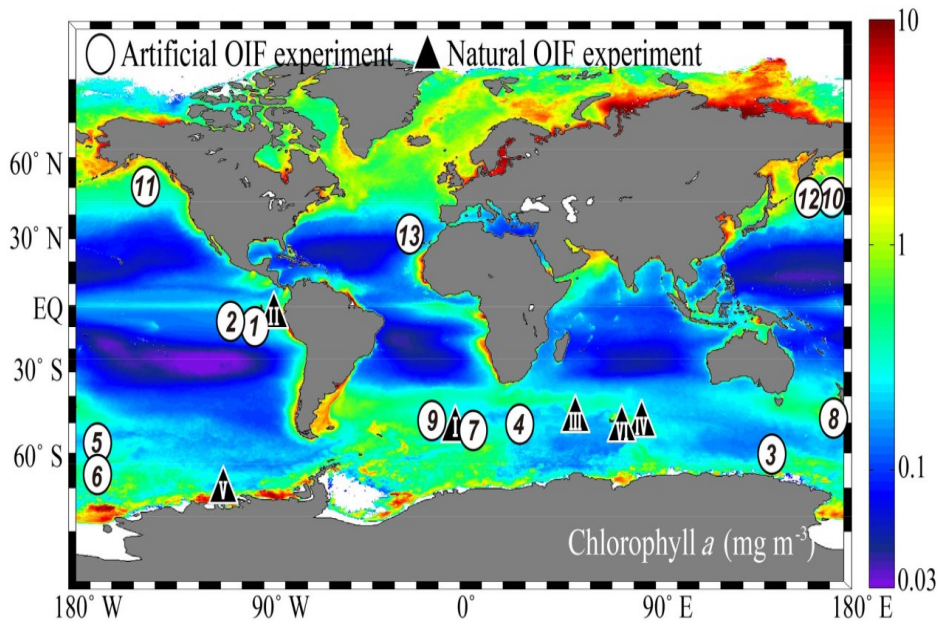 Artificial OIF experiment
Natural OIF experiment
10
1
0.1
0.03
60° N
30° N
EQ
30° S
60° S
11
12
10
13
2
1
II
9
I
7
4
III
VI
IV
8
5
6
V
3
Chlorophyll a (mg m⁻³)
180° W
90° W
0°
90° E
180° E